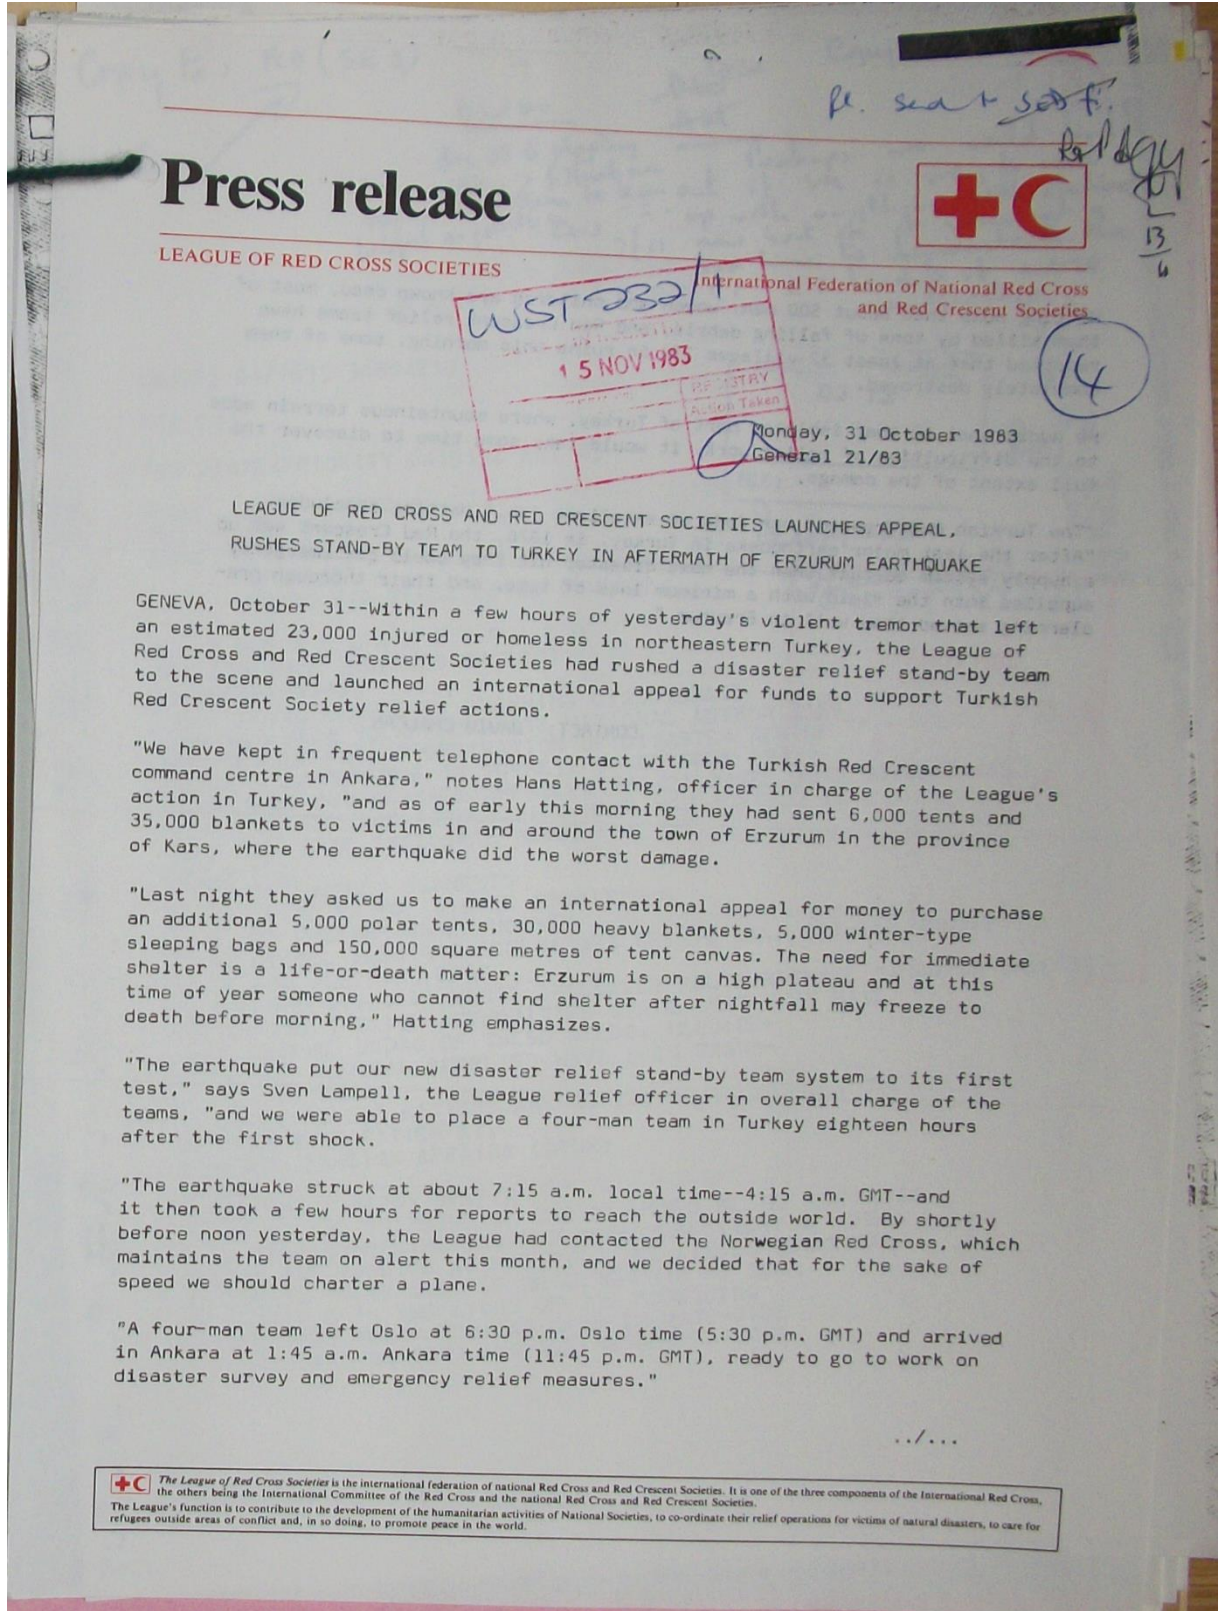 Pl. send to
Press release
LEAGUE OF RED CROSS SOCIETIES
International Federation of National Red Cross
and Red Crescent Societies
13/6
WST 232/1
15 NOV 1983
REGISTRY
Action Taken
14
Monday, 31 October 1983
General 21/83
LEAGUE OF RED CROSS AND RED CRESCENT SOCIETIES LAUNCHES APPEAL,
RUSHES STAND-BY TEAM TO TURKEY IN AFTERMATH OF ERZURUM EARTHQUAKE
GENEVA, October 31--Within a few hours of yesterday's violent tremor that left
an estimated 23,000 injured or homeless in northeastern Turkey, the League of
Red Cross and Red Crescent Societies had rushed a disaster relief stand-by team
to the scene and launched an international appeal for funds to support Turkish
Red Crescent Society relief actions.
"We have kept in frequent telephone contact with the Turkish Red Crescent
command centre in Ankara," notes Hans Hatting, officer in charge of the League's
action in Turkey, "and as of early this morning they had sent 6,000 tents and
35,000 blankets to victims in and around the town of Erzurum in the province
of Kars, where the earthquake did the worst damage.
"Last night they asked us to make an international appeal for money to purchase
an additional 5,000 polar tents, 30,000 heavy blankets, 5,000 winter-type
sleeping bags and 150,000 square metres of tent canvas. The need for immediate
shelter is a life-or-death matter: Erzurum is on a high plateau and at this
time of year someone who cannot find shelter after nightfall may freeze to
death before morning," Hatting emphasizes.
"The earthquake put our new disaster relief stand-by team system to its first
test," says Sven Lampell, the League relief officer in overall charge of the
teams, "and we were able to place a four-man team in Turkey eighteen hours
after the first shock.
"The earthquake struck at about 7:15 a.m. local time--4:15 a.m. GMT--and
it then took a few hours for reports to reach the outside world.  By shortly
before noon yesterday, the League had contacted the Norwegian Red Cross, which
maintains the team on alert this month, and we decided that for the sake of
speed we should charter a plane.
"A four-man team left Oslo at 6:30 p.m. Oslo time (5:30 p.m. GMT) and arrived
in Ankara at 1:45 a.m. Ankara time (11:45 p.m. GMT), ready to go to work on
disaster survey and emergency relief measures."
../...
The League of Red Cross Societies is the international federation of national Red Cross and Red Crescent Societies. It is one of the three components of the International Red Cross,
the others being the International Committee of the Red Cross and the national Red Cross and Red Crescent Societies.
The League's function is to contribute to the development of the humanitarian activities of National Societies, to co-ordinate their relief operations for victims of natural disasters, to care for
refugees outside areas of conflict and, in so doing, to promote peace in the world.